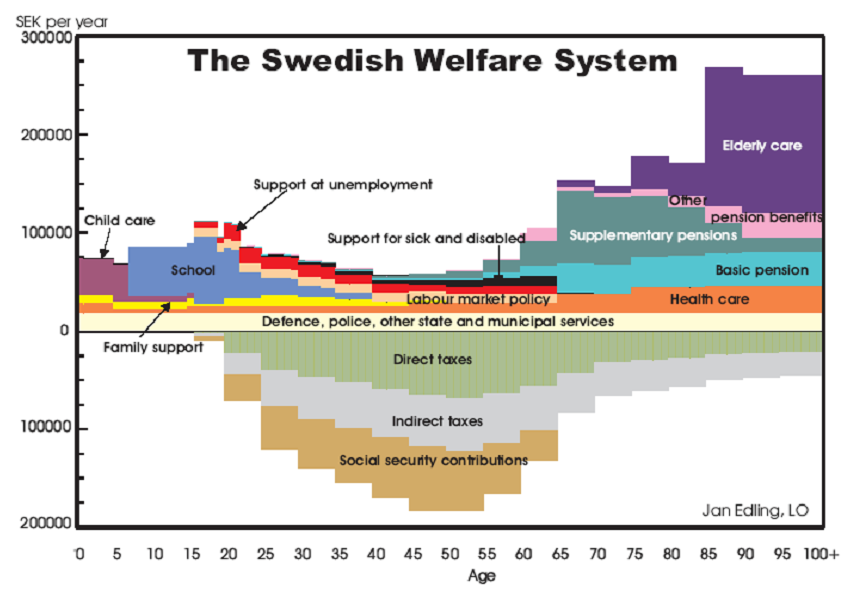 SEK per year
300000
The Swedish Welfare System
200000
Elderly care
Support at unemployment
Other
pension benefits
Child care
100000
Support for sick and disabled
Supplementary pensions
School
Basic pension
Labour market policy
Health care
0
Defence, police, other state and municipal services
Family support
Direct taxes
Indirect taxes
100000
Social security contributions
Jan Edling, LO
200000
0 5 10 15 20 25 30 35 40 45 50 55 60 65 70 75 80 85 90 95 100+
Age